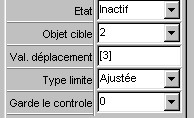 Etat Inactif
Objet cible 2
Val. déplacement [3]
Type limite Ajustée
Garde le controle 0